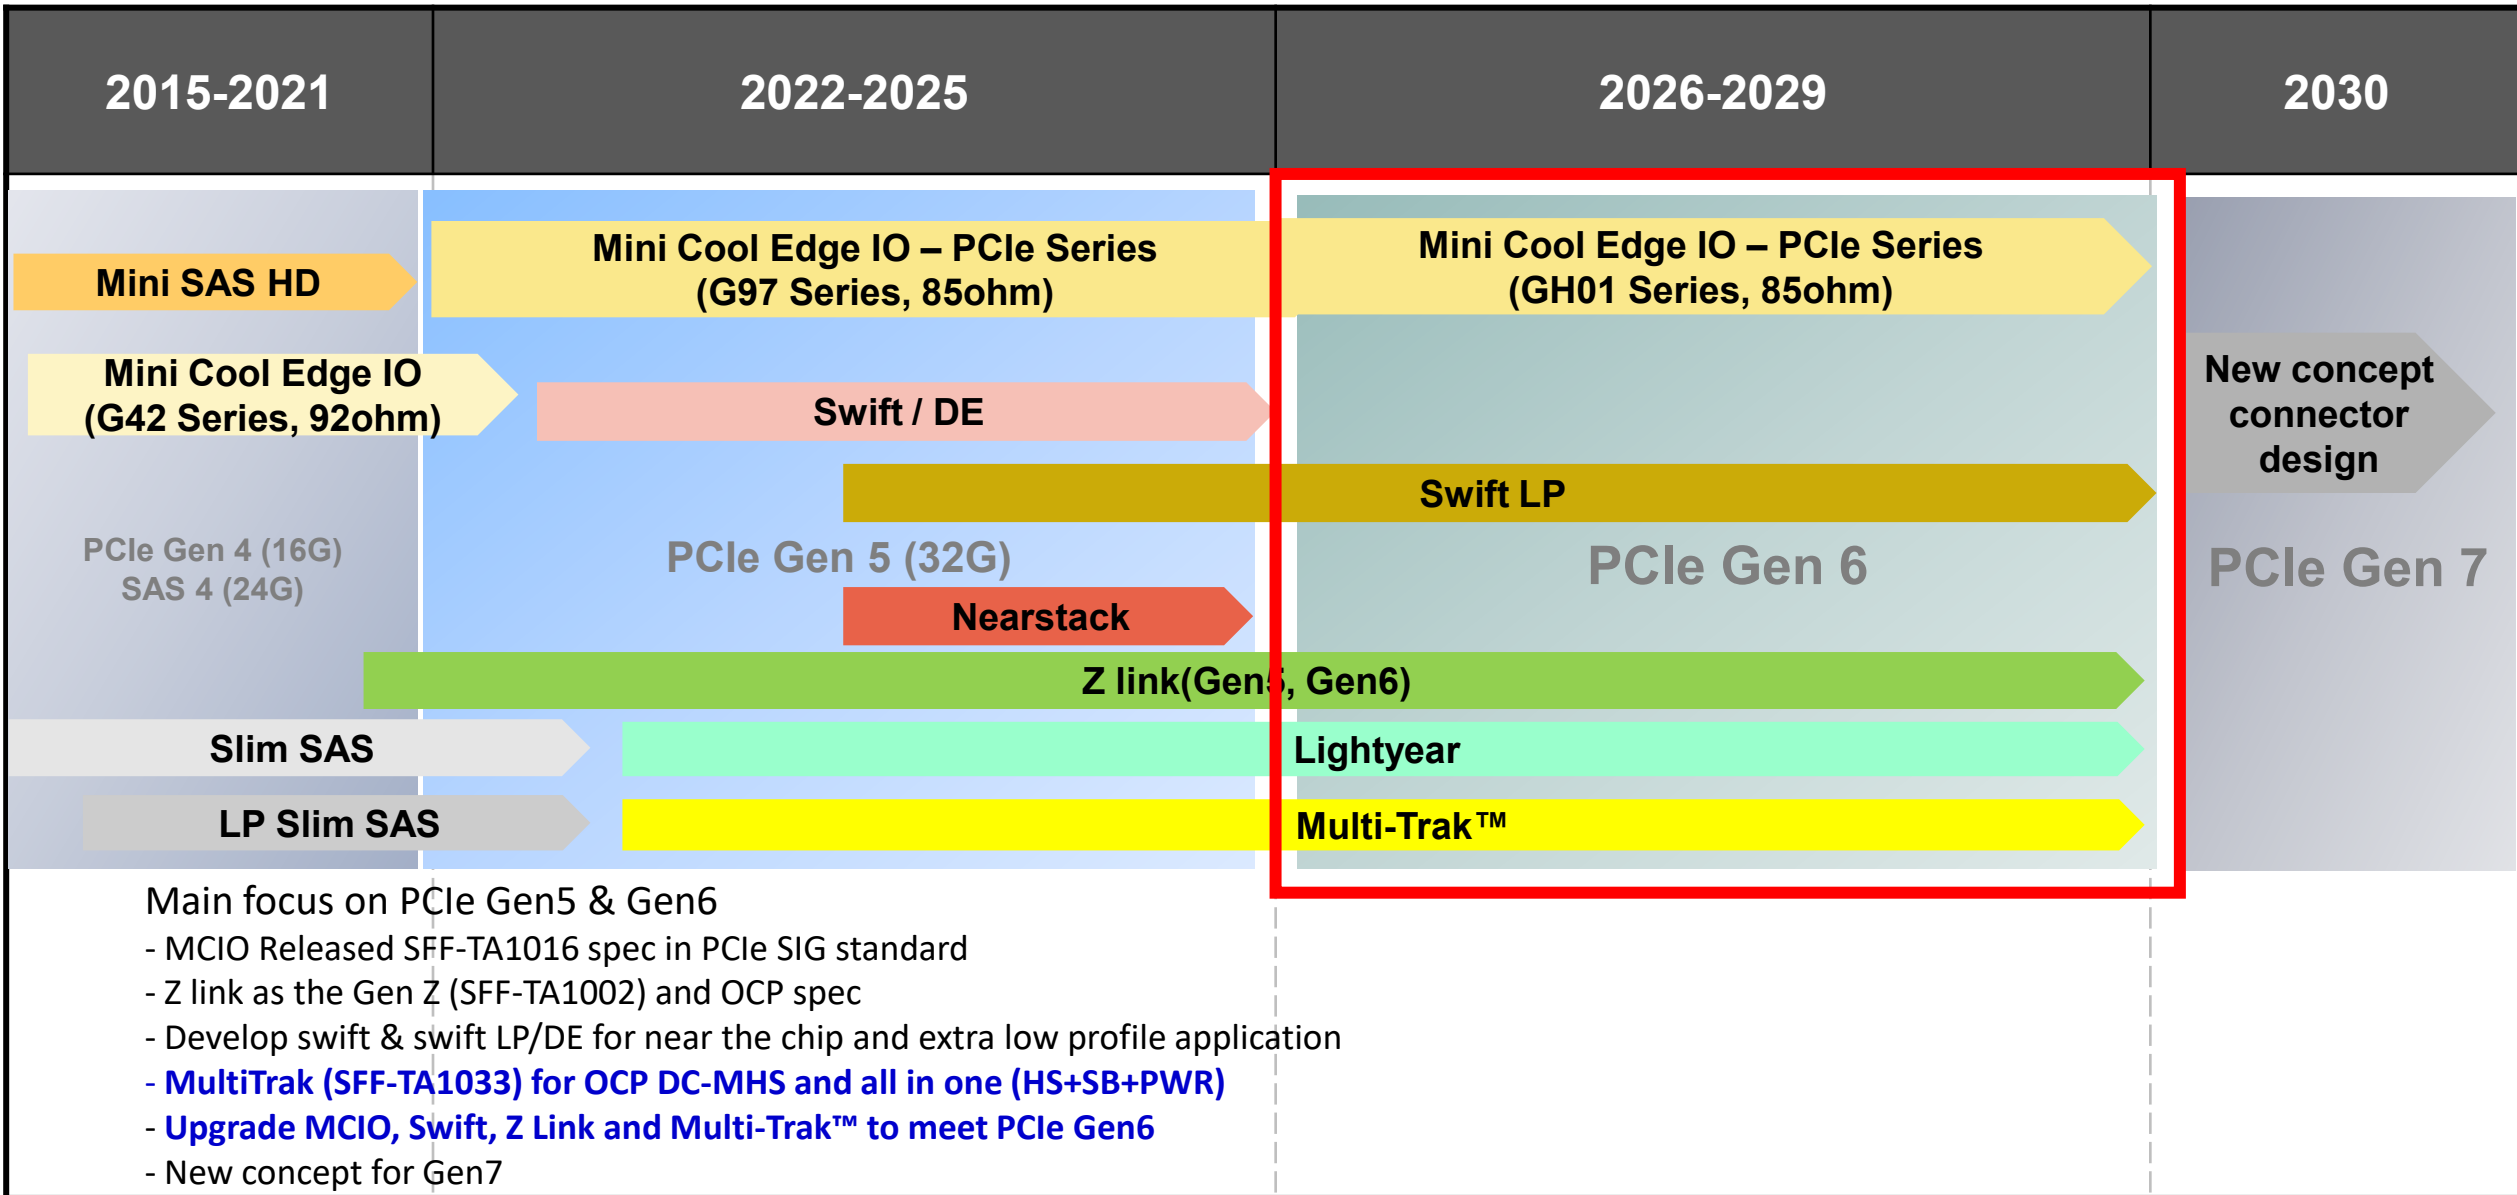 2015-2021
2022-2025
2026-2029
2030
Mini SAS HD
Mini Cool Edge IO – PCIe Series
(G97 Series, 85ohm)
Mini Cool Edge IO – PCIe Series
(GH01 Series, 85ohm)
Mini Cool Edge IO
(G42 Series, 92ohm)
Swift / DE
New concept
connector
design
Swift LP
PCIe Gen 4 (16G)
SAS 4 (24G)
PCIe Gen 5 (32G)
PCIe Gen 6
PCIe Gen 7
Nearstack
Z link(Gen5, Gen6)
Slim SAS
Lightyear
LP Slim SAS
Multi-Trak™
Main focus on PCIe Gen5 & Gen6
- MCIO Released SFF-TA1016 spec in PCIe SIG standard
- Z link as the Gen Z (SFF-TA1002) and OCP spec
- Develop swift & swift LP/DE for near the chip and extra low profile application
- MultiTrak (SFF-TA1033) for OCP DC-MHS and all in one (HS+SB+PWR)
- Upgrade MCIO, Swift, Z Link and Multi-Trak™ to meet PCIe Gen6
- New concept for Gen7